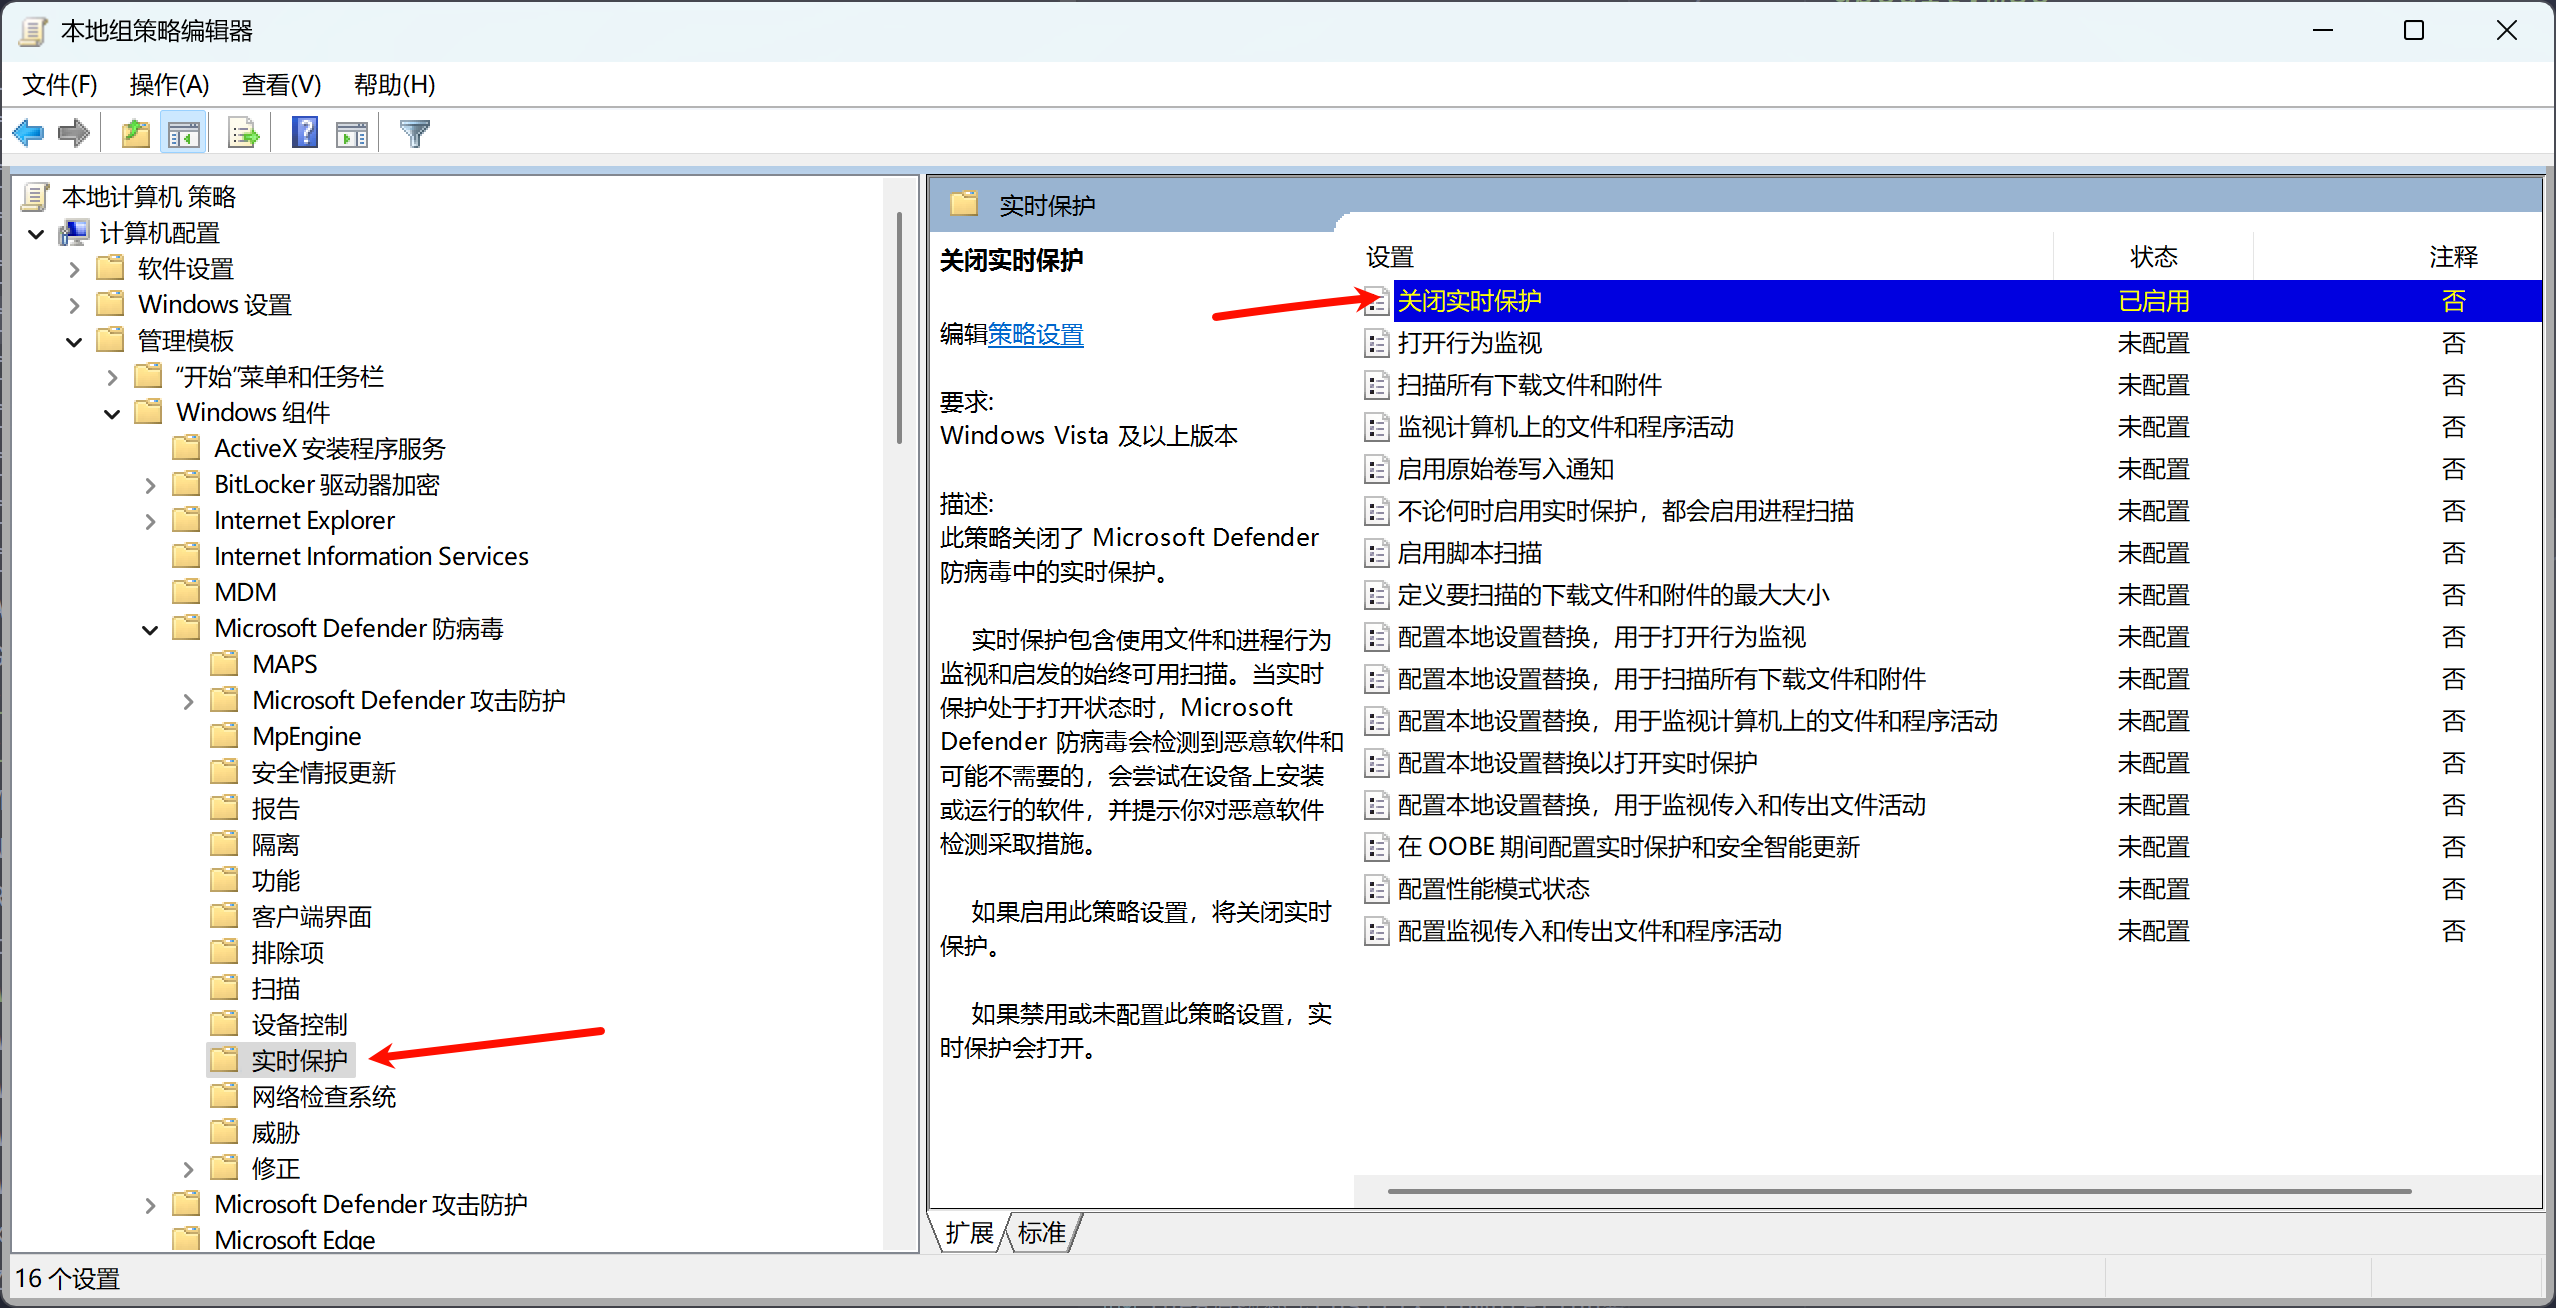 本地组策略编辑器
文件(F) 操作(A) 查看(V) 帮助(H)
本地计算机 策略
计算机配置
软件设置
Windows 设置
管理模板
“开始”菜单和任务栏
Windows 组件
ActiveX 安装程序服务
BitLocker 驱动器加密
Internet Explorer
Internet Information Services
MDM
Microsoft Defender 防病毒
MAPS
Microsoft Defender 攻击防护
MpEngine
安全情报更新
报告
隔离
功能
客户端界面
排除项
扫描
设备控制
实时保护
网络检查系统
威胁
修正
Microsoft Defender 攻击防护
Microsoft Edge
实时保护
关闭实时保护
编辑策略设置
要求:
Windows Vista 及以上版本
描述:
此策略关闭了 Microsoft Defender
防病毒中的实时保护。
实时保护包含使用文件和进程行为
监视和启发的始终可用扫描。当实时
保护处于打开状态时，Microsoft
Defender 防病毒会检测到恶意软件和
可能不需要的，会尝试在设备上安装
或运行的软件，并提示你对恶意软件
检测采取措施。
如果启用此策略设置，将关闭实时
保护。
如果禁用或未配置此策略设置，实
时保护会打开。
设置 状态 注释
关闭实时保护 已启用 否
打开行为监视 未配置 否
扫描所有下载文件和附件 未配置 否
监视计算机上的文件和程序活动 未配置 否
启用原始卷写入通知 未配置 否
不论何时启用实时保护，都会启用进程扫描 未配置 否
启用脚本扫描 未配置 否
定义要扫描的下载文件和附件的最大大小 未配置 否
配置本地设置替换，用于打开行为监视 未配置 否
配置本地设置替换，用于扫描所有下载文件和附件 未配置 否
配置本地设置替换，用于监视计算机上的文件和程序活动 未配置 否
配置本地设置替换以打开实时保护 未配置 否
配置本地设置替换，用于监视传入和传出文件活动 未配置 否
在 OOBE 期间配置实时保护和安全智能更新 未配置 否
配置性能模式状态 未配置 否
配置监视传入和传出文件和程序活动 未配置 否
扩展 标准
16 个设置